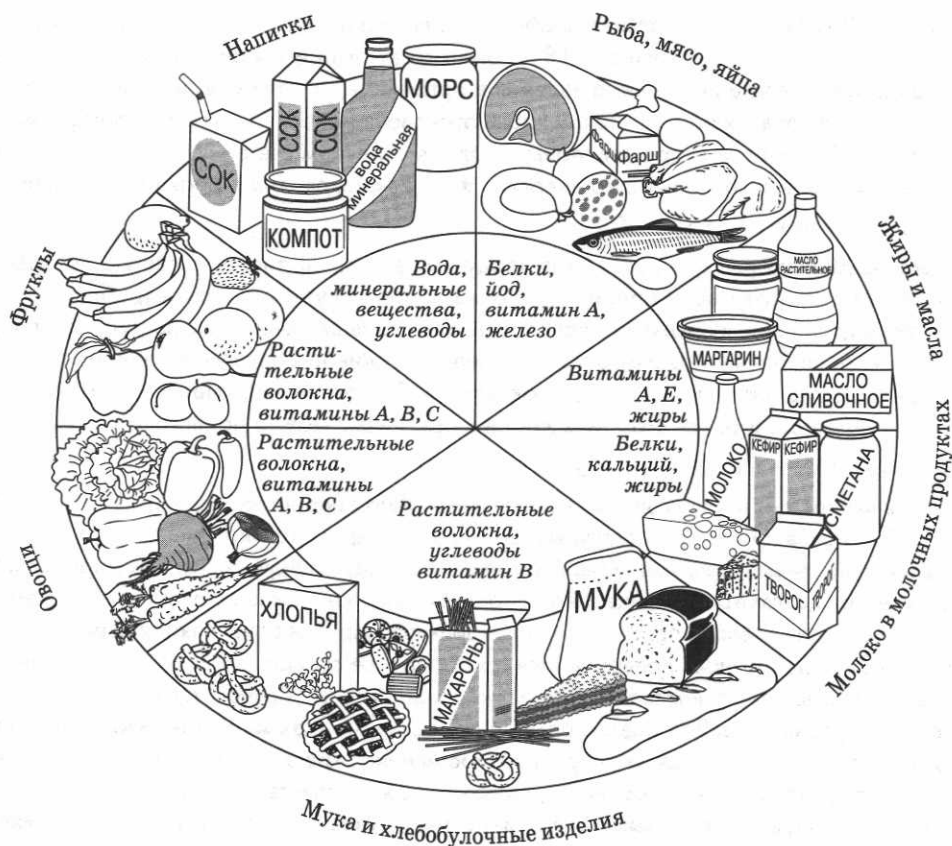 Напитки
Рыба, мясо, яйца
Жиры и масла
Молоко в молочных продуктах
Мука и хлебобулочные изделия
Овощи
Фрукты
СОК
СОК
СОК
вода
минеральная
МОРС
КОМПОТ
Фарш
Фарш
МАСЛО
РАСТИТЕЛЬНОЕ
МАРГАРИН
МАСЛО
СЛИВОЧНОЕ
МОЛОКО
КЕФИР
КЕФИР
СМЕТАНА
ТВОРОГ
ТВОРОГ
МУКА
МАКАРОНЫ
ХЛОПЬЯ
Вода,
минеральные
вещества,
углеводы
Белки,
йод,
витамин А,
железо
Витамины
А, Е,
жиры
Белки,
кальций,
жиры
Растительные
волокна,
углеводы
витамин В
Растительные
волокна,
витамины
А, В, С
Расти-
тельные
волокна,
витамины А, В, С